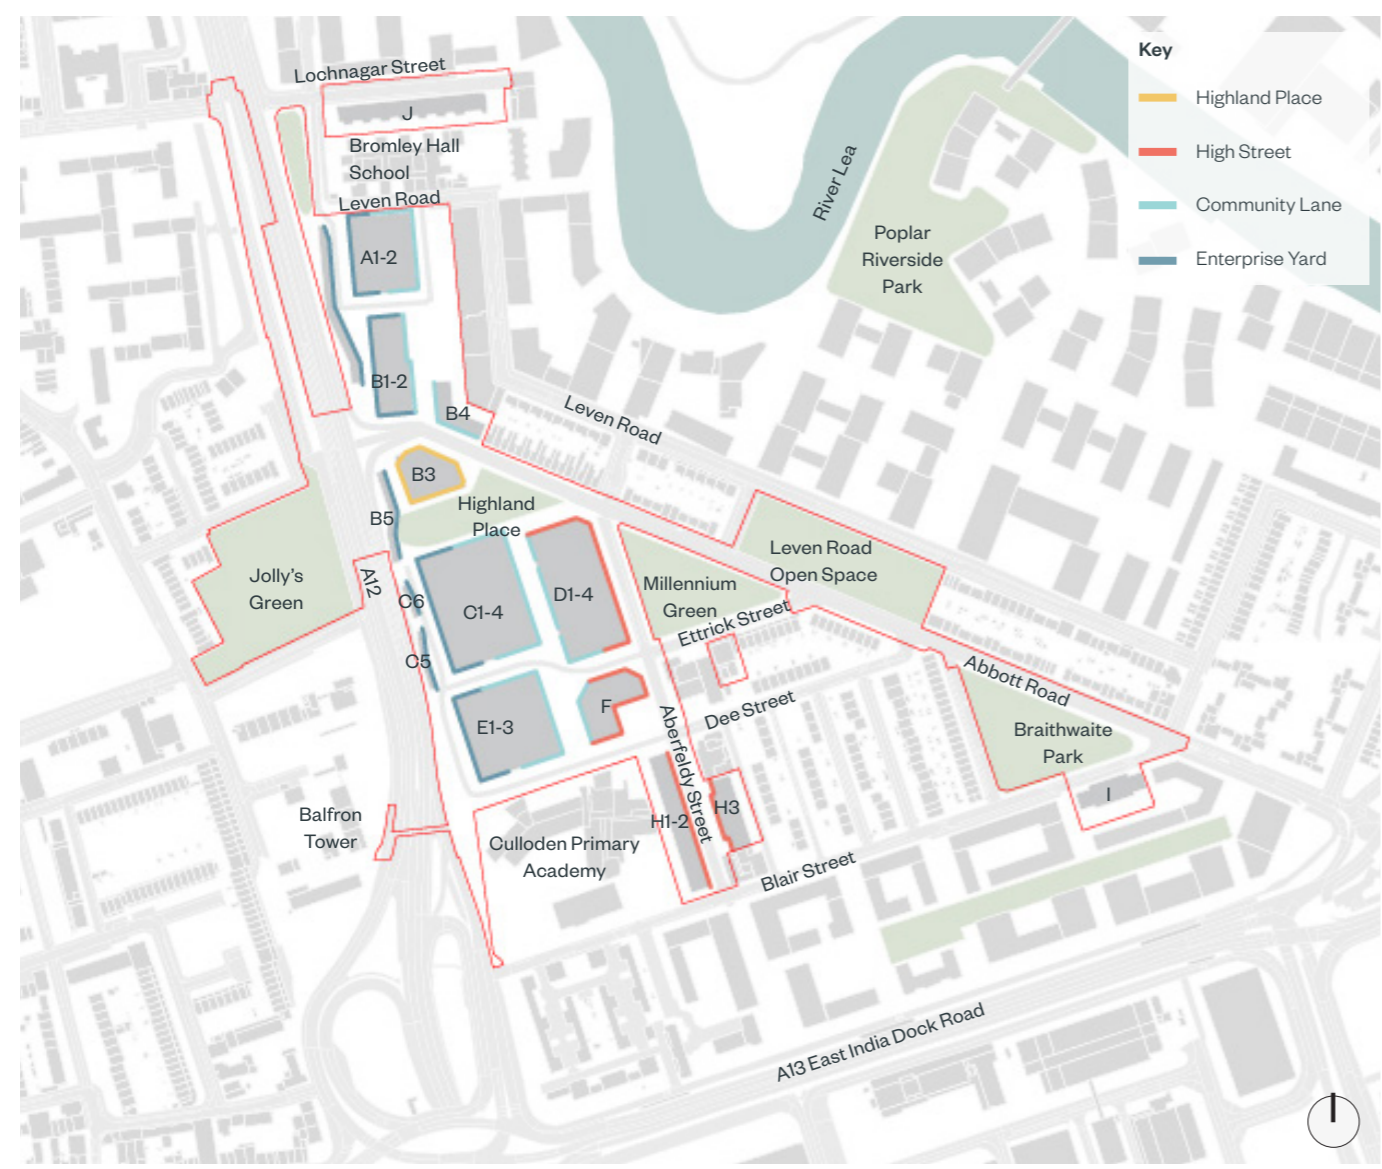 Key
Highland Place
High Street
Community Lane
Enterprise Yard
Lochnagar Street
J
Bromley Hall
School
Leven Road
A1-2
River Lea
Poplar
Riverside
Park
B1-2
B4
Leven Road
B3
Highland
Place
B5
Jolly's
Green
A12
C6
C1-4
D1-4
C5
Millennium
Green
Leven Road
Open Space
Ettrick Street
Abbott Road
Dee Street
Braithwaite
Park
I
E1-3
F
Aberfeldy Street
H1-2
H3
Balfron
Tower
Culloden Primary
Academy
Blair Street
A13 East India Dock Road